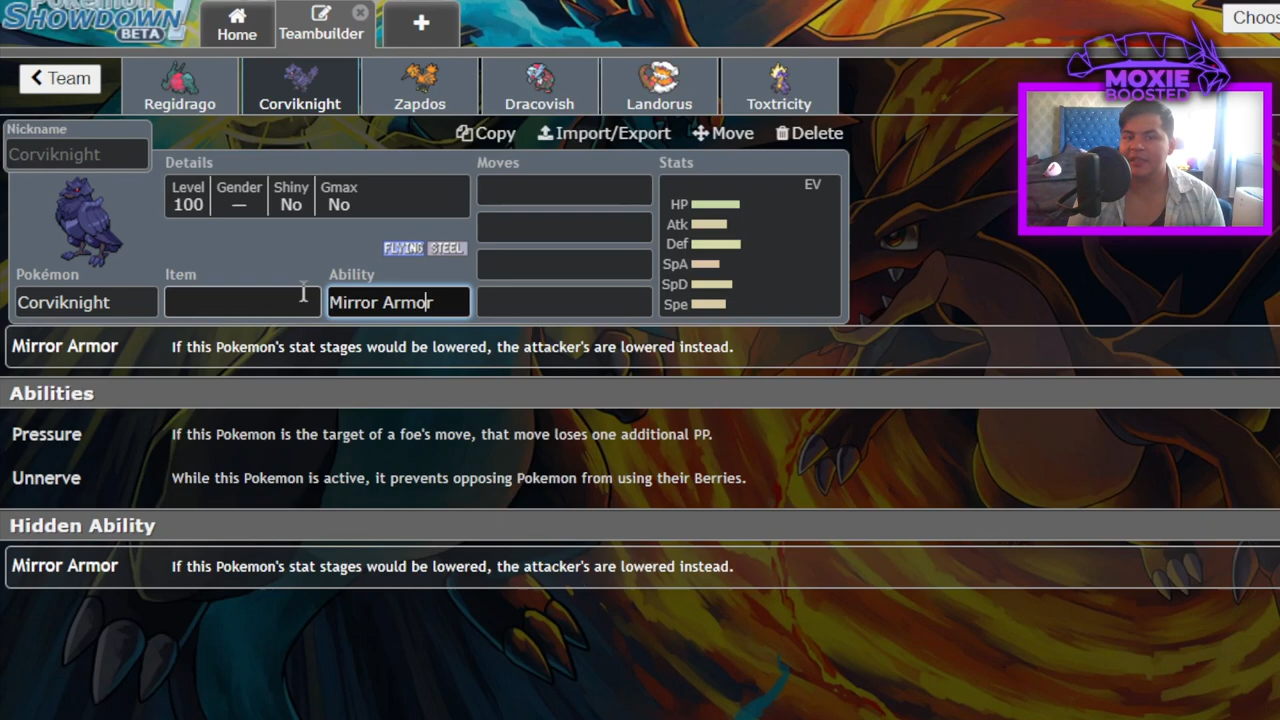 Pokémon
SHOWDOWN!
BETA
Home
Teambuilder
+
Choos
Team
Regidrago
Corviknight
Zapdos
Dracovish
Landorus
Toxtricity
MOXIE
BOOSTED
Nickname
Corviknight
Copy
Import/Export
Move
Delete
Details
Moves
Stats
Level
100
Gender
—
Shiny
No
Gmax
No
EV
HP
Atk
Def
SpA
SpD
Spe
FLYING STEEL
Pokémon
Corviknight
Item
Ability
Mirror Armor
Mirror Armor If this Pokemon's stat stages would be lowered, the attacker's are lowered instead.
Abilities
Pressure If this Pokemon is the target of a foe's move, that move loses one additional PP.
Unnerve While this Pokemon is active, it prevents opposing Pokemon from using their Berries.
Hidden Ability
Mirror Armor If this Pokemon's stat stages would be lowered, the attacker's are lowered instead.